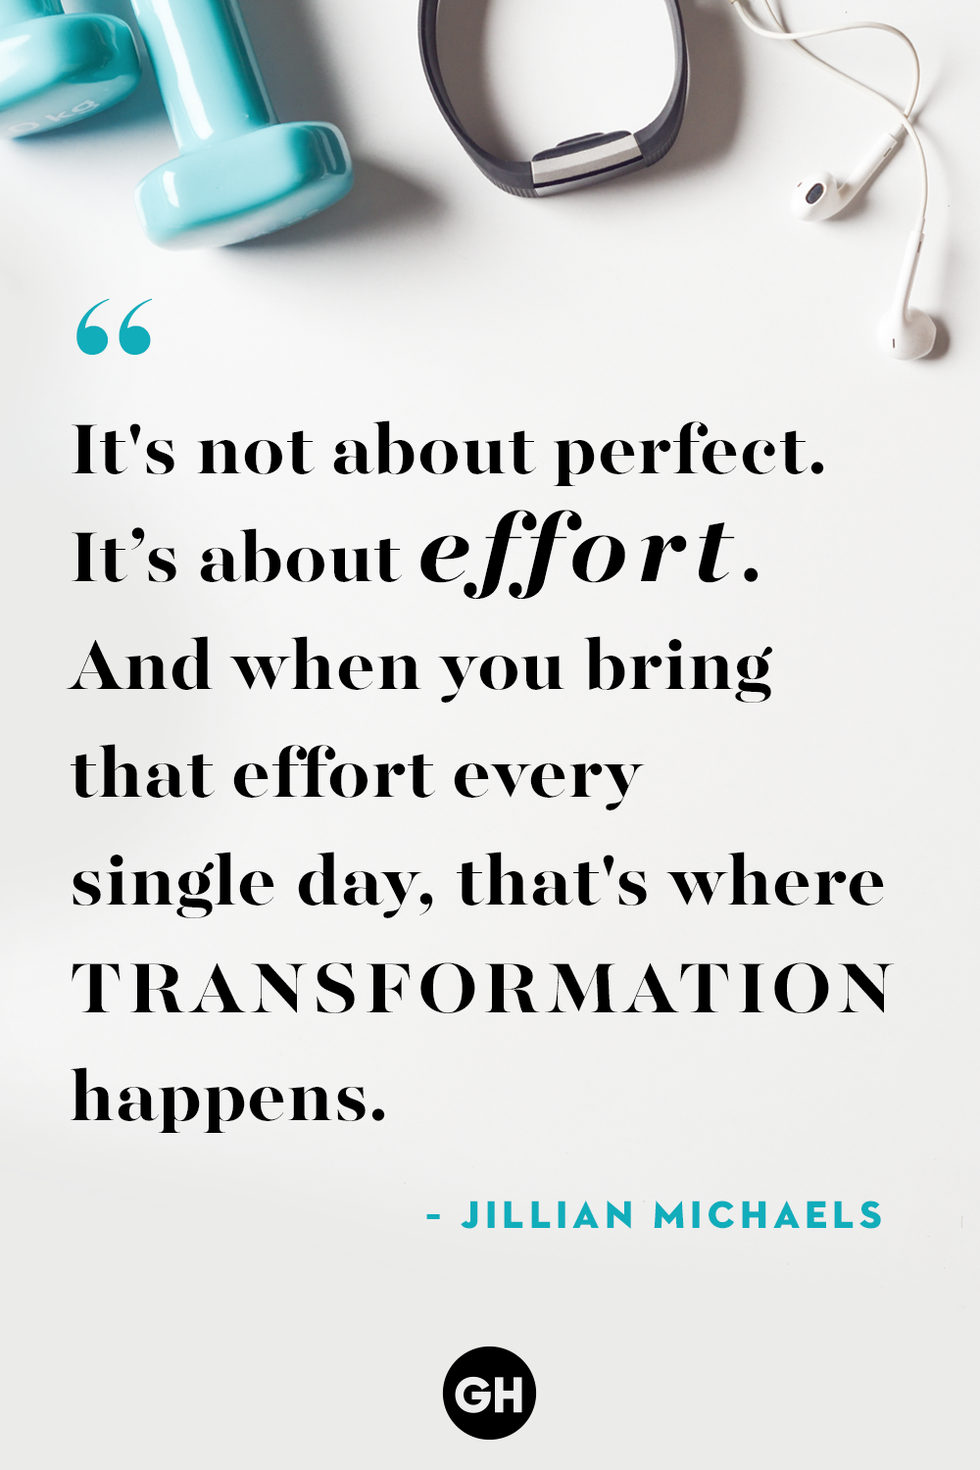 kg
“
It's not about perfect.
It’s about effort.
And when you bring
that effort every
single day, that's where
TRANSFORMATION
happens.
- JILLIAN MICHAELS
GH